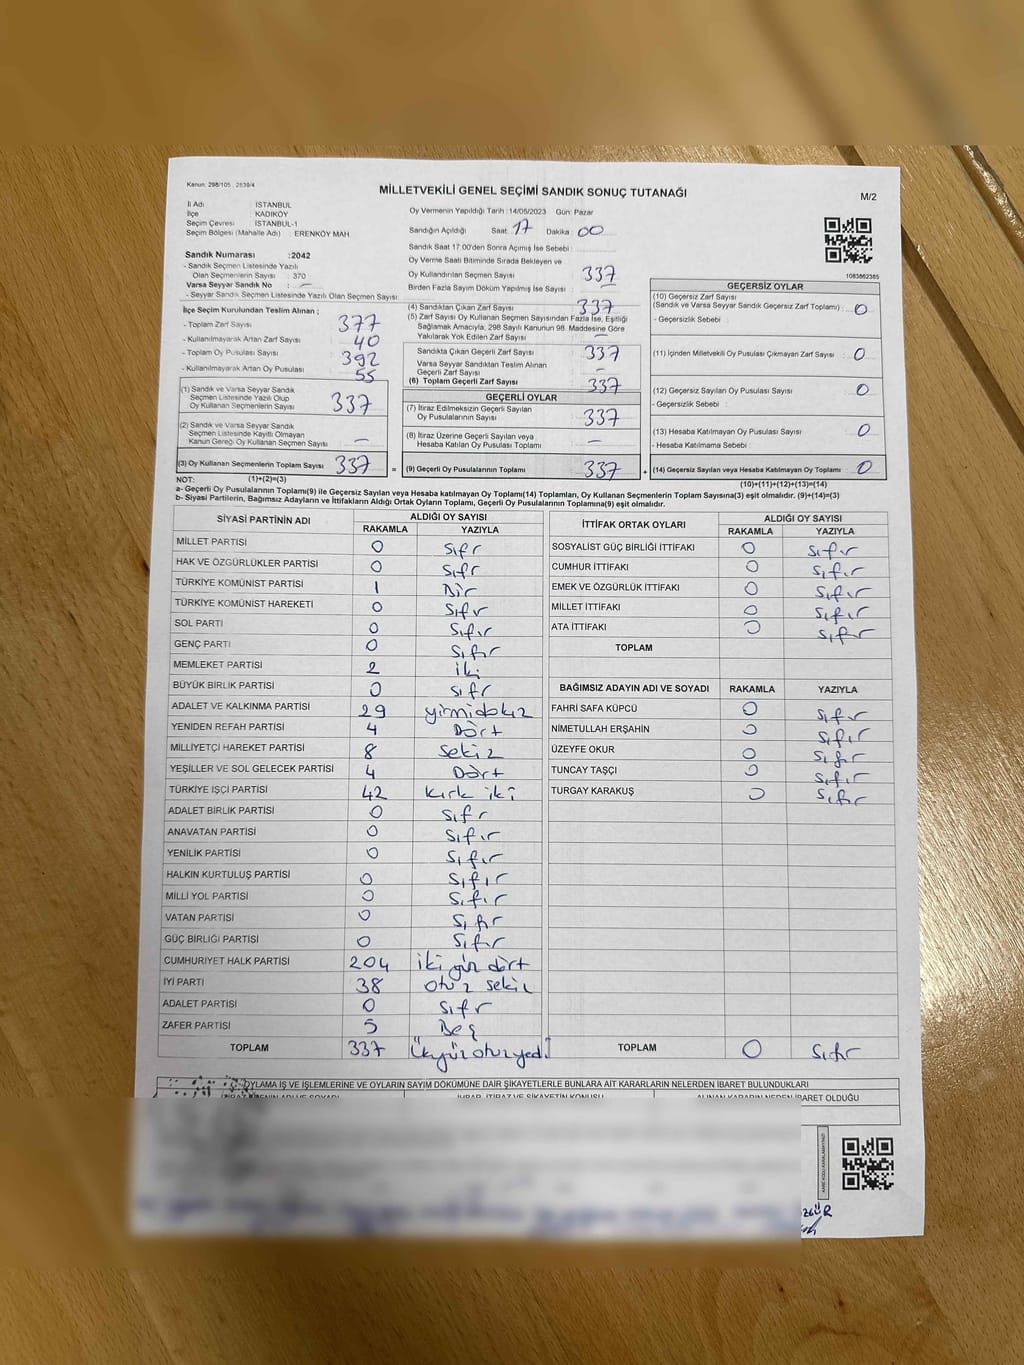 Kanun: 298/105 , 2839/4
MİLLETVEKİLİ GENEL SEÇİMİ SANDIK SONUÇ TUTANAĞI
M/2
İl Adı İSTANBUL
İlçe KADIKÖY
Seçim Çevresi İSTANBUL-1
Seçim Bölgesi (Mahalle Adı) : ERENKÖY MAH
Oy Vermenin Yapıldığı Tarih :14/05/2023 Gün: Pazar
Sandığın Açıldığı Saat: 17 Dakika: 00
Sandık Saat 17:00'den Sonra Açımış İse Sebebi :
Oy Verme Saati Bitiminde Sırada Bekleyen ve
Oy Kullandırılan Seçmen Sayısı : 337
Birden Fazla Sayım Döküm Yapılmış İse Sayısı : —
1083862385
Sandık Numarası :2042
- Sandık Seçmen Listesinde Yazılı
Olan Seçmenlerin Sayısı : 370
Varsa Seyyar Sandık No : —
- Seyyar Sandık Seçmen Listesinde Yazılı Olan Seçmen Sayısı
İlçe Seçim Kurulundan Teslim Alınan ;
- Toplam Zarf Sayısı : 377
- Kullanılmayarak Artan Zarf Sayısı : 40
- Toplam Oy Pusulası Sayısı : 392
- Kullanılmayarak Artan Oy Pusulası : 55
(1) Sandık ve Varsa Seyyar Sandık
Seçmen Listesinde Yazılı Olup
Oy Kullanan Seçmenlerin Sayısı 337
(2) Sandık ve Varsa Seyyar Sandık
Seçmen Listesinde Kayıtlı Olmayan
Kanun Gereği Oy Kullanan Seçmen Sayısı : —
(3) Oy Kullanan Seçmenlerin Toplam Sayısı : 337
(4) Sandıktan Çıkan Zarf Sayısı : 337
(5) Zarf Sayısı Oy Kullanan Seçmen Sayısından Fazla İse, Eşitliği
Sağlamak Amacıyla, 298 Sayılı Kanunun 98. Maddesine Göre
Yakılarak Yok Edilen Zarf Sayısı : —
Sandıkta Çıkan Geçerli Zarf Sayısı : 337
Varsa Seyyar Sandıktan Teslim Alınan
Geçerli Zarf Sayısı : —
(6) Toplam Geçerli Zarf Sayısı : 337
GEÇERLİ OYLAR
(7) İtiraz Edilmeksizin Geçerli Sayılan
Oy Pusulalarının Sayısı : 337
(8) İtiraz Üzerine Geçerli Sayılan veya
Hesaba Katılan Oy Pusulası Toplamı : —
= (9) Geçerli Oy Pusulalarının Toplamı : 337
GEÇERSİZ OYLAR
(10) Geçersiz Zarf Sayısı
(Sandık ve Varsa Seyyar Sandık Geçersiz Zarf Toplamı) : 0
- Geçersizlik Sebebi :
(11) İçinden Milletvekili Oy Pusulası Çıkmayan Zarf Sayısı : 0
(12) Geçersiz Sayılan Oy Pusulası Sayısı : 0
- Geçersizlik Sebebi :
(13) Hesaba Katılmayan Oy Pusulası Sayısı : 0
- Hesaba Katılmama Sebebi :
+ (14) Geçersiz Sayılan veya Hesaba Katılmayan Oy Toplamı : 0
NOT: (1)+(2)=(3)
(10)+(11)+(12)+(13)=(14)
a- Geçerli Oy Pusulalarının Toplamı(9) ile Geçersiz Sayılan veya Hesaba katılmayan Oy Toplamı(14) Toplamları, Oy Kullanan Seçmenlerin Toplam Sayısına(3) eşit olmalıdır. (9)+(14)=(3)
b- Siyasi Partilerin, Bağımsız Adayların ve İttifakların Aldığı Ortak Oyların Toplamı, Geçerli Oy Pusulalarının Toplamına(9) eşit olmalıdır.
SİYASİ PARTİNİN ADI ALDIĞI OY SAYISI
RAKAMLA YAZIYLA
MİLLET PARTİSİ 0 Sıfır
HAK VE ÖZGÜRLÜKLER PARTİSİ 0 Sıfır
TÜRKİYE KOMÜNİST PARTİSİ 1 Bir
TÜRKİYE KOMÜNİST HAREKETİ 0 Sıfır
SOL PARTİ 0 Sıfır
GENÇ PARTİ 0 Sıfır
MEMLEKET PARTİSİ 2 iki
BÜYÜK BİRLİK PARTİSİ 0 sıfır
ADALET VE KALKINMA PARTİSİ 29 yirmidokuz
YENİDEN REFAH PARTİSİ 4 Dört
MİLLİYETÇİ HAREKET PARTİSİ 8 Sekiz
YEŞİLLER VE SOL GELECEK PARTİSİ 4 Dört
TÜRKİYE İŞÇİ PARTİSİ 42 kırk iki
ADALET BİRLİK PARTİSİ 0 Sıfır
ANAVATAN PARTİSİ 0 Sıfır
YENİLİK PARTİSİ 0 Sıfır
HALKIN KURTULUŞ PARTİSİ 0 Sıfır
MİLLİ YOL PARTİSİ 0 Sıfır
VATAN PARTİSİ 0 Sıfır
GÜÇ BİRLİĞİ PARTİSİ 0 Sıfır
CUMHURİYET HALK PARTİSİ 204 iki yüz dört
İYİ PARTİ 38 otuz sekiz
ADALET PARTİSİ 0 Sıfır
ZAFER PARTİSİ 5 Beş
TOPLAM 337 Üçyüzotuzyedi
İTTİFAK ORTAK OYLARI ALDIĞI OY SAYISI
RAKAMLA YAZIYLA
SOSYALİST GÜÇ BİRLİĞİ İTTİFAKI 0 Sıfır
CUMHUR İTTİFAKI 0 Sıfır
EMEK VE ÖZGÜRLÜK İTTİFAKI 0 Sıfır
MİLLET İTTİFAKI 0 Sıfır
ATA İTTİFAKI 0 Sıfır
TOPLAM
BAĞIMSIZ ADAYIN ADI VE SOYADI RAKAMLA YAZIYLA
FAHRİ SAFA KÜPCÜ 0 Sıfır
NİMETULLAH ERŞAHİN 0 Sıfır
ÜZEYFE OKUR 0 Sıfır
TUNCAY TAŞÇI 0 Sıfır
TURGAY KARAKUŞ 0 Sıfır
TOPLAM 0 Sıfır
OYLAMA İŞ VE İŞLEMLERİNE VE OYLARIN SAYIM DÖKÜMÜNE DAİR ŞİKAYETLERLE BUNLARA AİT KARARLARIN NELERDEN İBARET BULUNDUKLARI
İHBAR, İTİRAZ VE ŞİKAYETİN KONUSU
ALINAN KARARIN NEDEN İBARET OLDUĞU